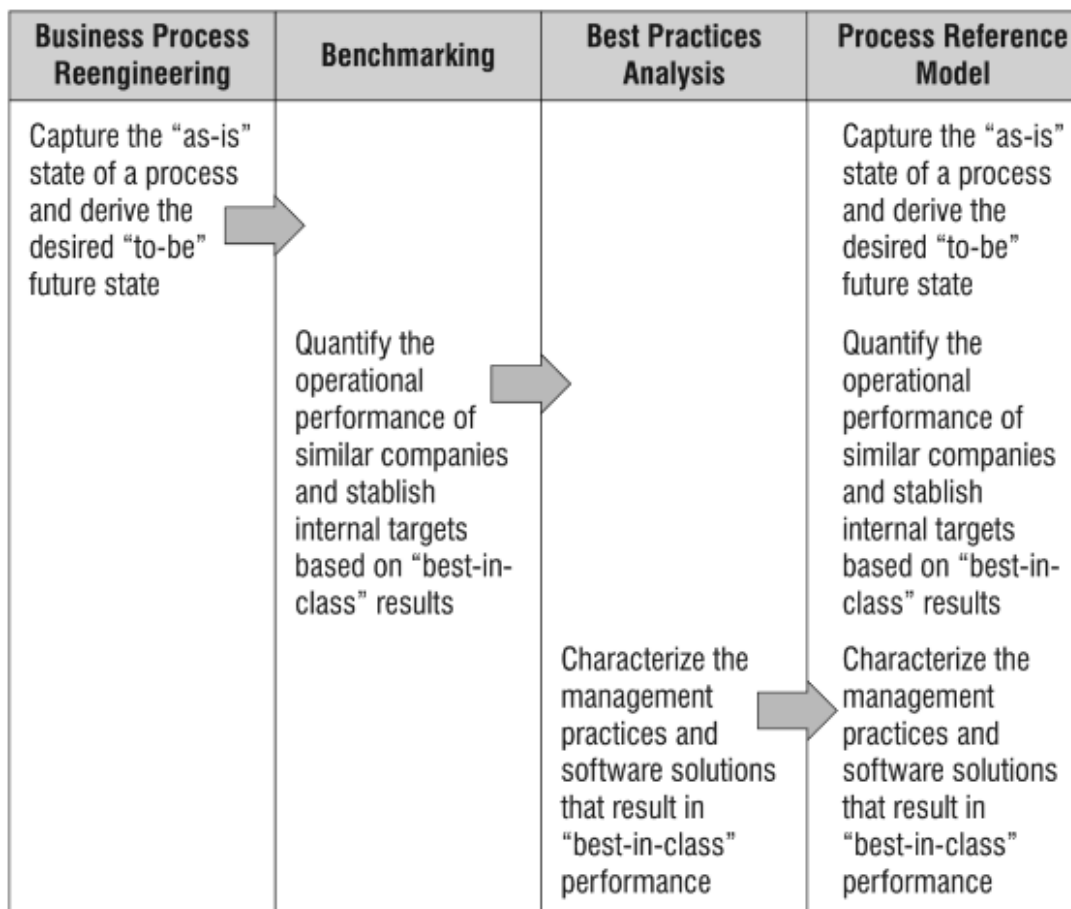 Business Process
Reengineering
Benchmarking
Best Practices
Analysis
Process Reference
Model
Capture the “as-is”
state of a process
and derive the
desired “to-be”
future state
Capture the “as-is”
state of a process
and derive the
desired “to-be”
future state
Quantify the
operational
performance of
similar companies
and stablish
internal targets
based on “best-in-
class” results
Quantify the
operational
performance of
similar companies
and stablish
internal targets
based on “best-in-
class” results
Characterize the
management
practices and
software solutions
that result in
“best-in-class”
performance
Characterize the
management
practices and
software solutions
that result in
“best-in-class”
performance